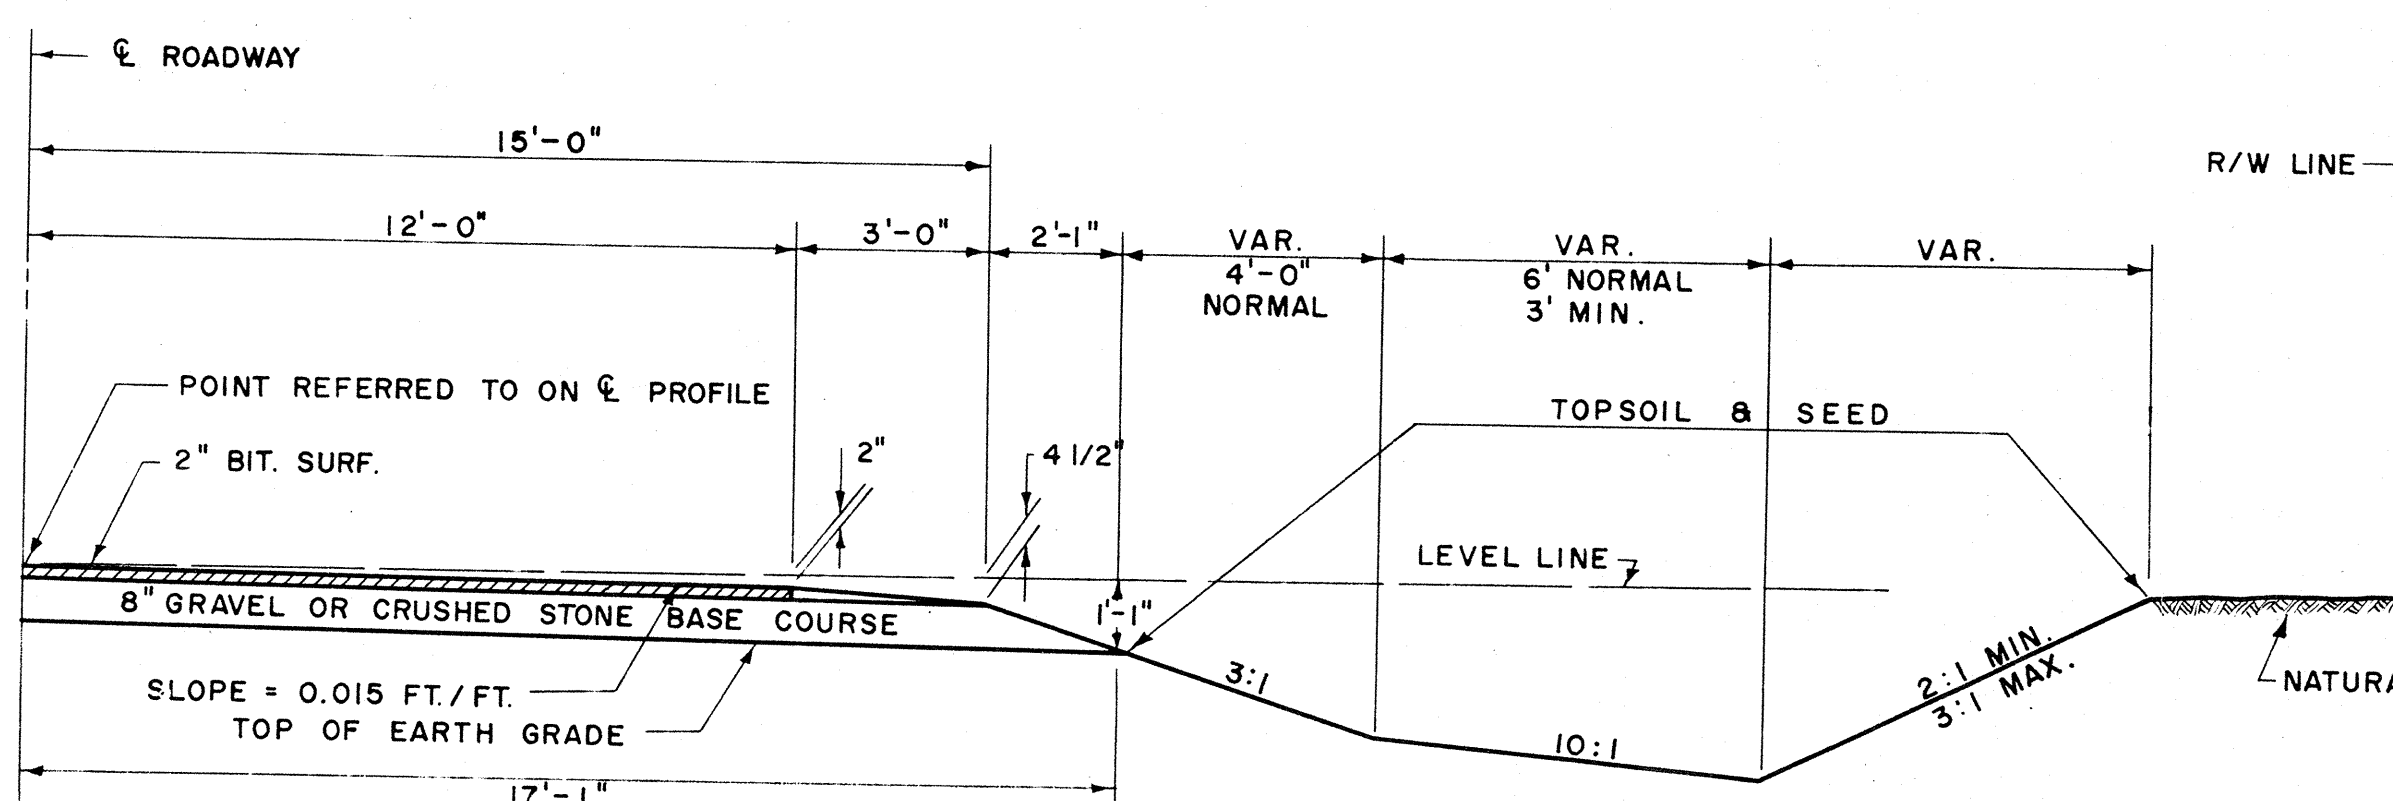 ℄ ROADWAY
15'-0"
R/W LINE
12'-0"
3'-0"
2'-1"
VAR.
4'-0"
NORMAL
VAR.
6' NORMAL
3' MIN.
VAR.
POINT REFERRED TO ON ℄ PROFILE
TOPSOIL & SEED
2" BIT. SURF.
2"
4 1/2"
LEVEL LINE
8" GRAVEL OR CRUSHED STONE BASE COURSE
1'-1"
3:1
2:1 MIN.
3:1 MAX.
NATURA
SLOPE = 0.015 FT./FT.
TOP OF EARTH GRADE
10:1
17'-1"